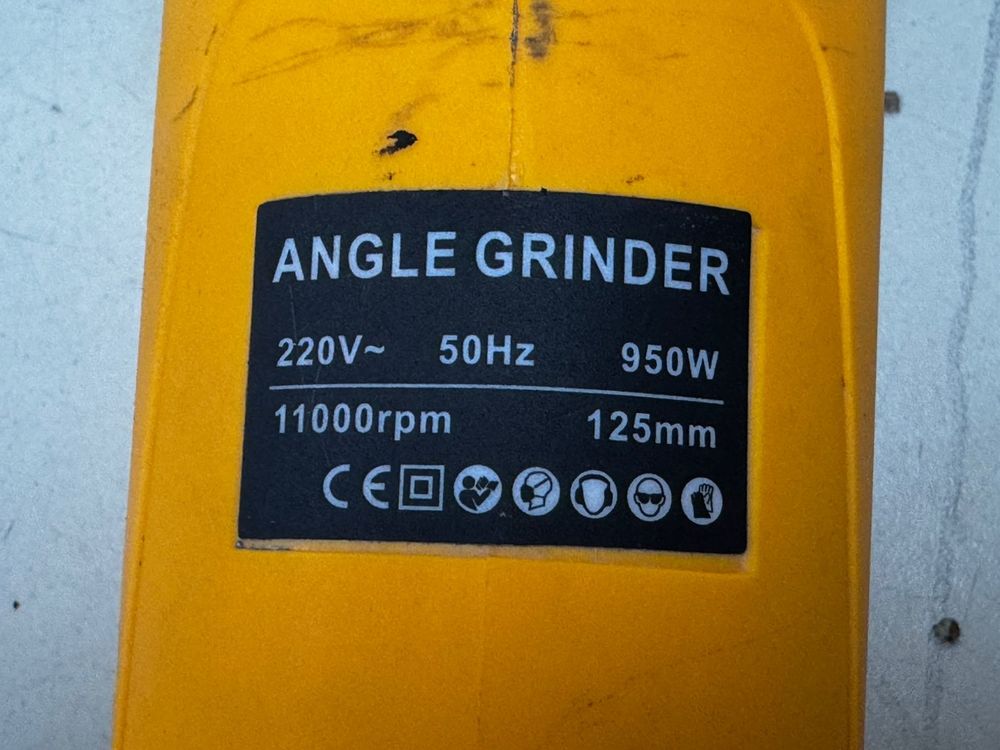 ANGLE GRINDER
220V~ 50Hz 950W
11000rpm 125mm
CE